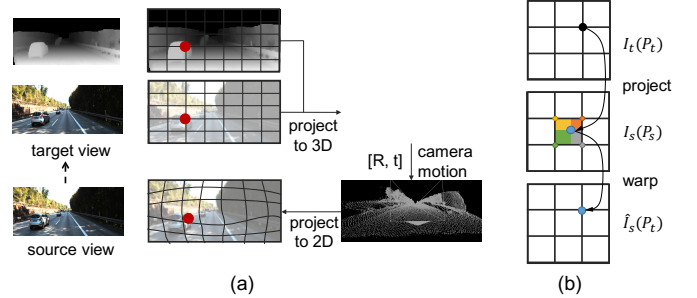 target view
source view
project
to 3D
[R, t]
camera
motion
project
to 2D
(a)
I_t(P_t)
project
I_s(P_s)
warp
Î_s(P_t)
(b)